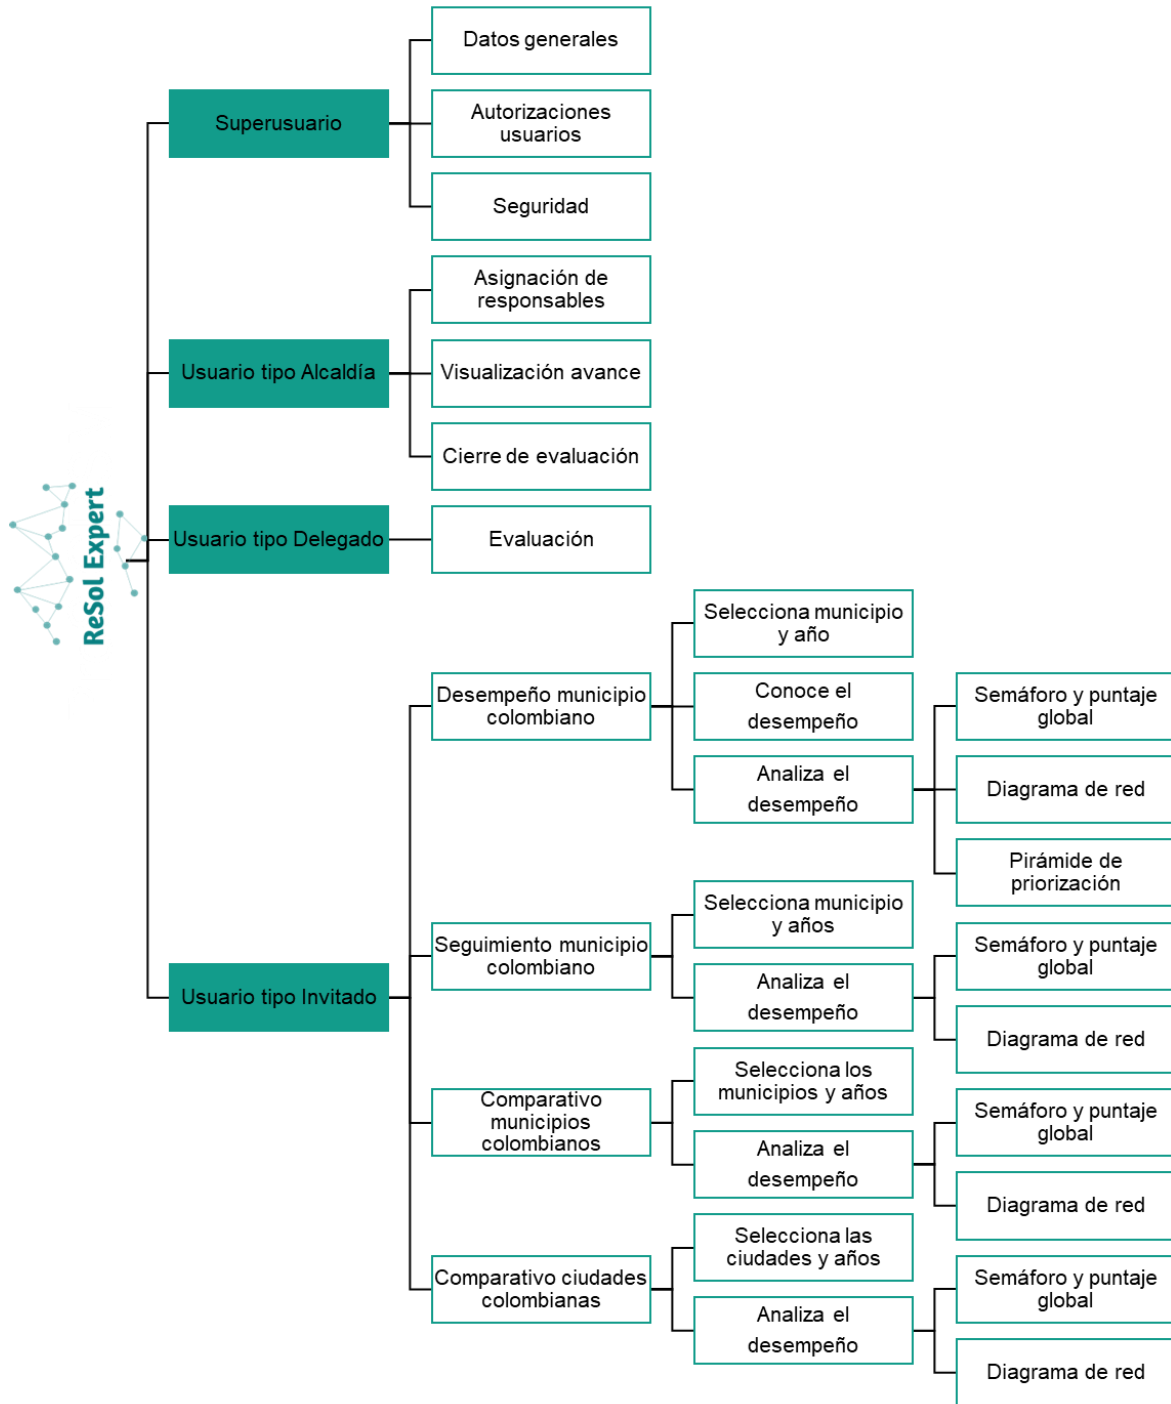 Datos generales
Superusuario
Autorizaciones
usuarios
Seguridad
Asignación de
responsables
Usuario tipo Alcaldía
Visualización avance
Cierre de evaluación
ReSol Expert
Usuario tipo Delegado
Evaluación
Selecciona municipio
y año
Desempeño municipio
colombiano
Conoce el
desempeño
Semáforo y puntaje
global
Analiza el
desempeño
Diagrama de red
Pirámide de
priorización
Selecciona municipio
y años
Seguimiento municipio
colombiano
Semáforo y puntaje
global
Analiza el
desempeño
Usuario tipo Invitado
Diagrama de red
Selecciona los
municipios y años
Comparativo
municipios
colombianos
Semáforo y puntaje
global
Analiza el
desempeño
Diagrama de red
Selecciona las
ciudades y años
Comparativo ciudades
colombianas
Semáforo y puntaje
global
Analiza el
desempeño
Diagrama de red